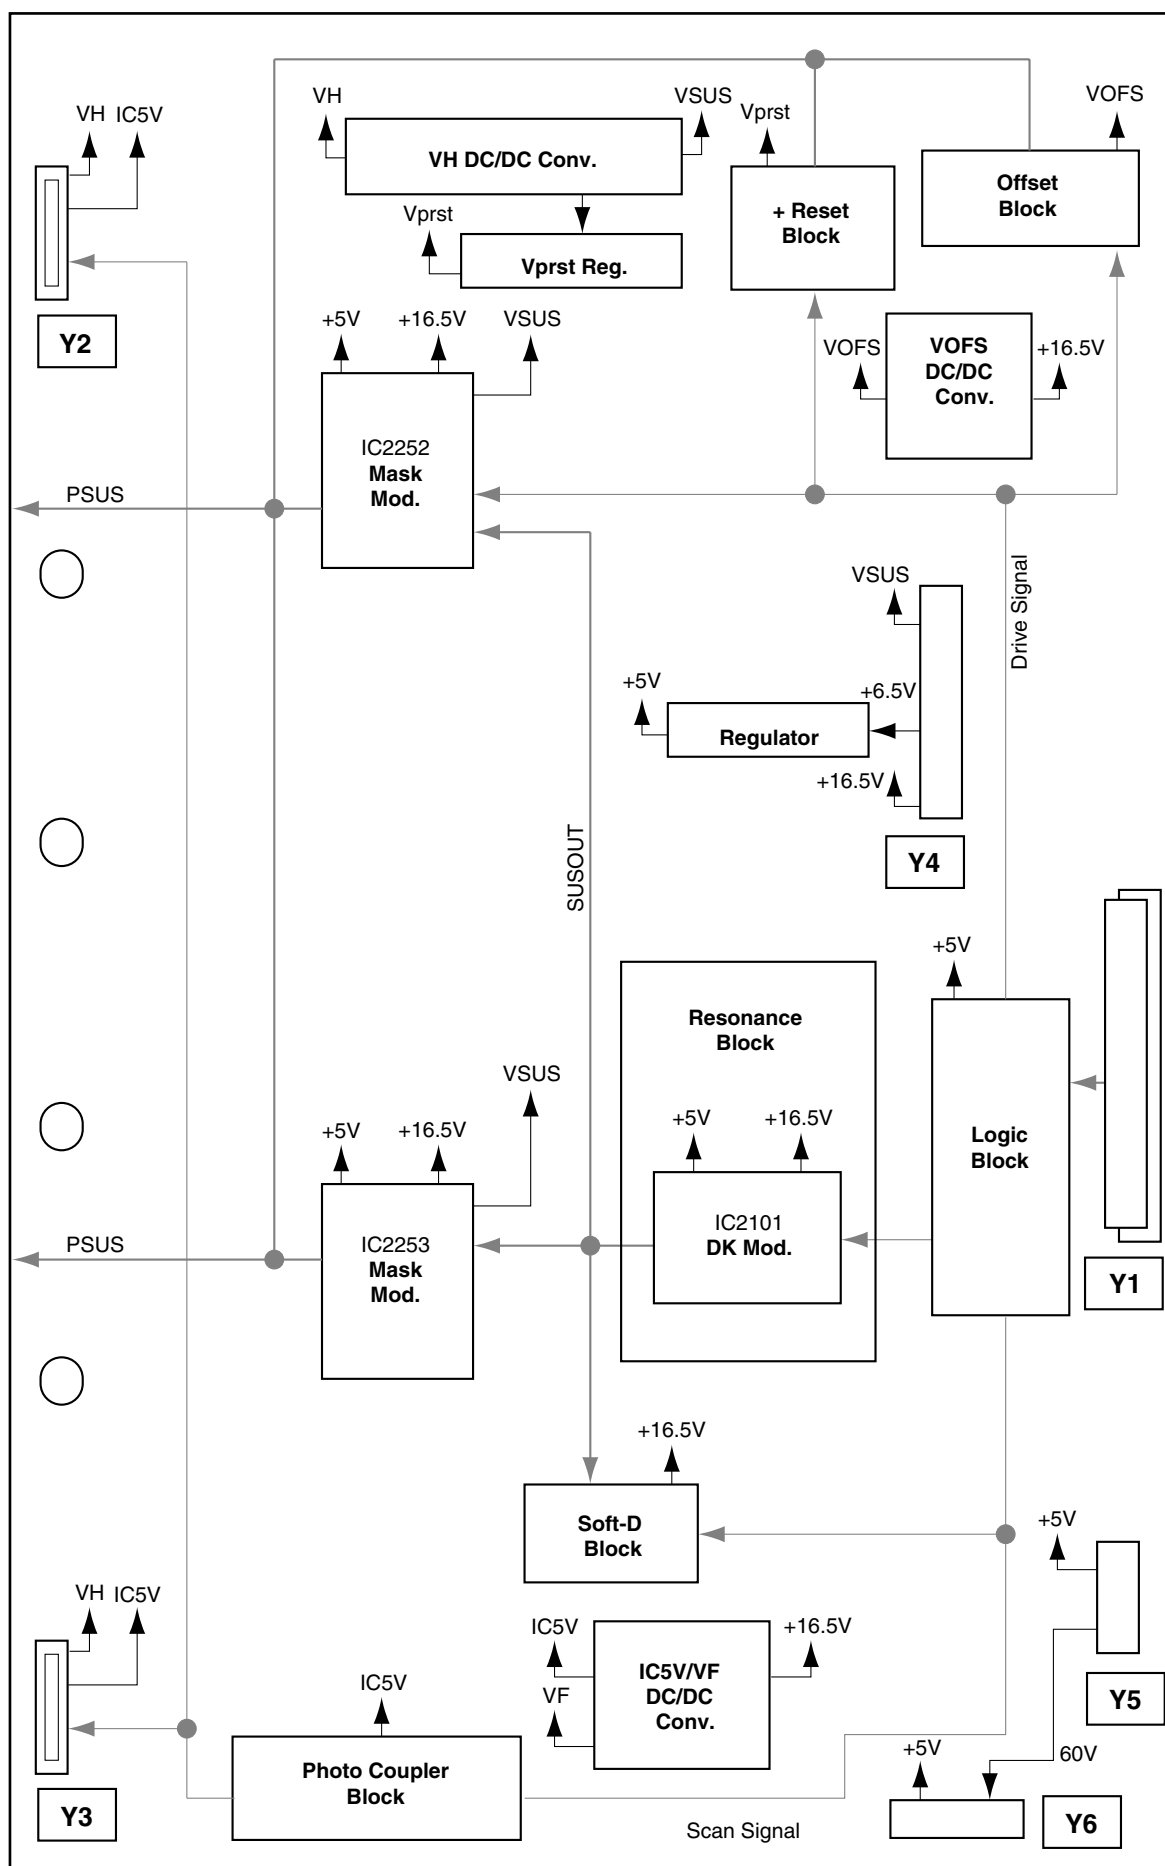 VH
VSUS
Vprst
VOFS
VH IC5V
VH DC/DC Conv.
Offset
Block
+ Reset
Block
Vprst
Vprst Reg.
Y2
+5V
+16.5V
VSUS
VOFS
VOFS
DC/DC
Conv.
+16.5V
IC2252
Mask
Mod.
PSUS
Drive Signal
VSUS
+5V
+6.5V
Regulator
+16.5V
SUSOUT
Y4
+5V
Resonance
Block
VSUS
+5V
+16.5V
+5V
+16.5V
Logic
Block
IC2101
DK Mod.
PSUS
IC2253
Mask
Mod.
Y1
+16.5V
Soft-D
Block
+5V
VH IC5V
IC5V
IC5V/VF
DC/DC
Conv.
+16.5V
VF
IC5V
Y5
+5V
60V
Photo Coupler
Block
Y3
Scan Signal
Y6